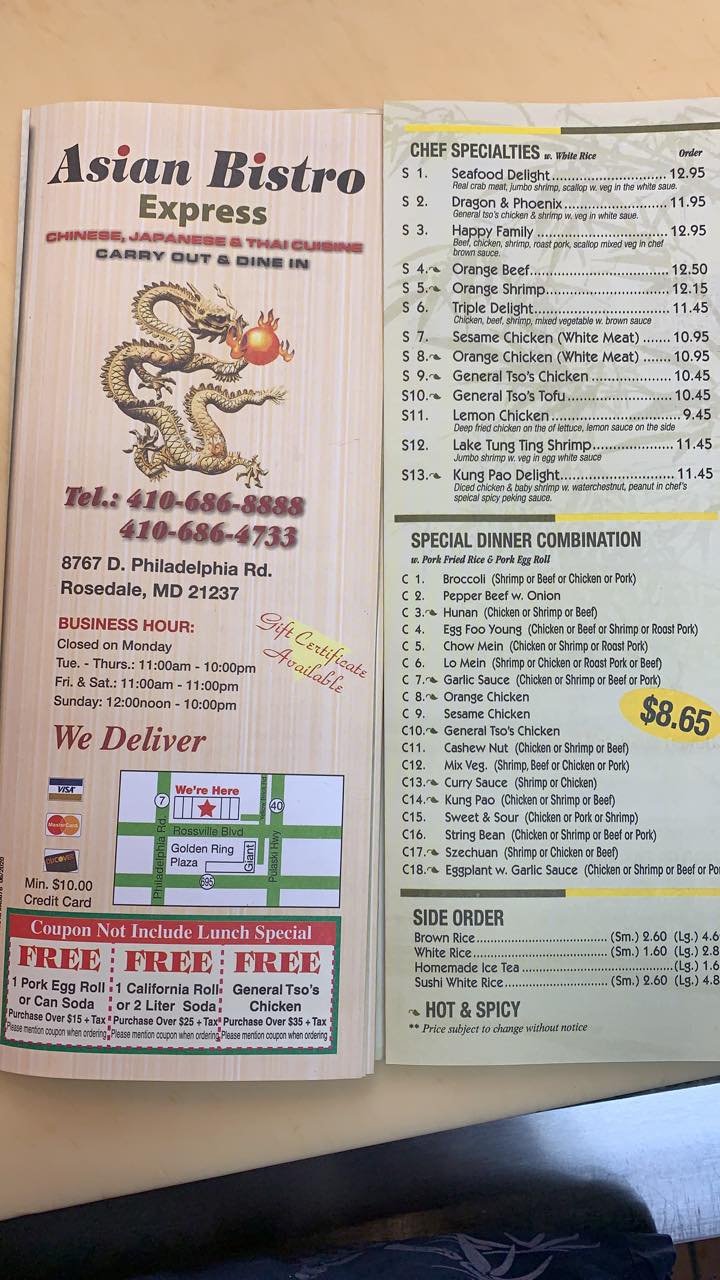 Asian Bistro
Express
CHINESE, JAPANESE & THAI CUISINE
CARRY OUT & DINE IN
Tel.: 410-686-8888
410-686-4733
8767 D. Philadelphia Rd.
Rosedale, MD 21237
BUSINESS HOUR:
Closed on Monday
Tue. - Thurs.: 11:00am - 10:00pm
Fri. & Sat.: 11:00am - 11:00pm
Sunday: 12:00noon - 10:00pm
Gift Certificate
Available
We Deliver
VISA
MasterCard
DISCOVER
Min. $10.00
Credit Card
We're Here
7
40
Rossville Blvd
Golden Ring
Plaza
Giant
695
Philadelphia Rd.
Pulaski Hwy
Coupon Not Include Lunch Special
FREE
1 Pork Egg Roll
or Can Soda
Purchase Over $15 + Tax
Please mention coupon when ordering
FREE
1 California Roll
or 2 Liter Soda
Purchase Over $25 + Tax
Please mention coupon when ordering
FREE
General Tso's
Chicken
Purchase Over $35 + Tax
Please mention coupon when ordering
CHEF SPECIALTIES w. White Rice Order
S 1. Seafood Delight 12.95
Real crab meat, jumbo shrimp, scallop w. veg in the white saue.
S 2. Dragon & Phoenix 11.95
General tso's chicken & shrimp w. veg in white saue.
S 3. Happy Family 12.95
Beef, chicken, shrimp, roast pork, scallop mixed veg in chef
brown sauce.
S 4. Orange Beef 12.50
S 5. Orange Shrimp 12.15
S 6. Triple Delight 11.45
Chicken, beef, shrimp, mixed vegetable w. brown sauce
S 7. Sesame Chicken (White Meat) 10.95
S 8. Orange Chicken (White Meat) 10.95
S 9. General Tso's Chicken 10.45
S10. General Tso's Tofu 10.45
S11. Lemon Chicken 9.45
Deep fried chicken on the of lettuce, lemon sauce on the side
S12. Lake Tung Ting Shrimp 11.45
Jumbo shrimp w. veg in egg white sauce
S13. Kung Pao Delight 11.45
Diced chicken & baby shrimp w. waterchestnut, peanut in chef's
speical spicy peking sauce.
SPECIAL DINNER COMBINATION
w. Pork Fried Rice & Pork Egg Roll
C 1. Broccoli (Shrimp or Beef or Chicken or Pork)
C 2. Pepper Beef w. Onion
C 3. Hunan (Chicken or Shrimp or Beef)
C 4. Egg Foo Young (Chicken or Beef or Shrimp or Roast Pork)
C 5. Chow Mein (Chicken or Shrimp or Roast Pork)
C 6. Lo Mein (Shrimp or Chicken or Roast Pork or Beef)
C 7. Garlic Sauce (Chicken or Shrimp or Beef or Pork)
C 8. Orange Chicken
C 9. Sesame Chicken
$8.65
C10. General Tso's Chicken
C11. Cashew Nut (Chicken or Shrimp or Beef)
C12. Mix Veg. (Shrimp, Beef or Chicken or Pork)
C13. Curry Sauce (Shrimp or Chicken)
C14. Kung Pao (Chicken or Shrimp or Beef)
C15. Sweet & Sour (Chicken or Pork or Shrimp)
C16. String Bean (Chicken or Shrimp or Beef or Pork)
C17. Szechuan (Shrimp or Chicken or Beef)
C18. Eggplant w. Garlic Sauce (Chicken or Shrimp or Beef or Po
SIDE ORDER
Brown Rice (Sm.) 2.60 (Lg.) 4.6
White Rice (Sm.) 1.60 (Lg.) 2.8
Homemade Ice Tea (Lg.) 1.6
Sushi White Rice (Sm.) 2.60 (Lg.) 4.8
HOT & SPICY
** Price subject to change without notice